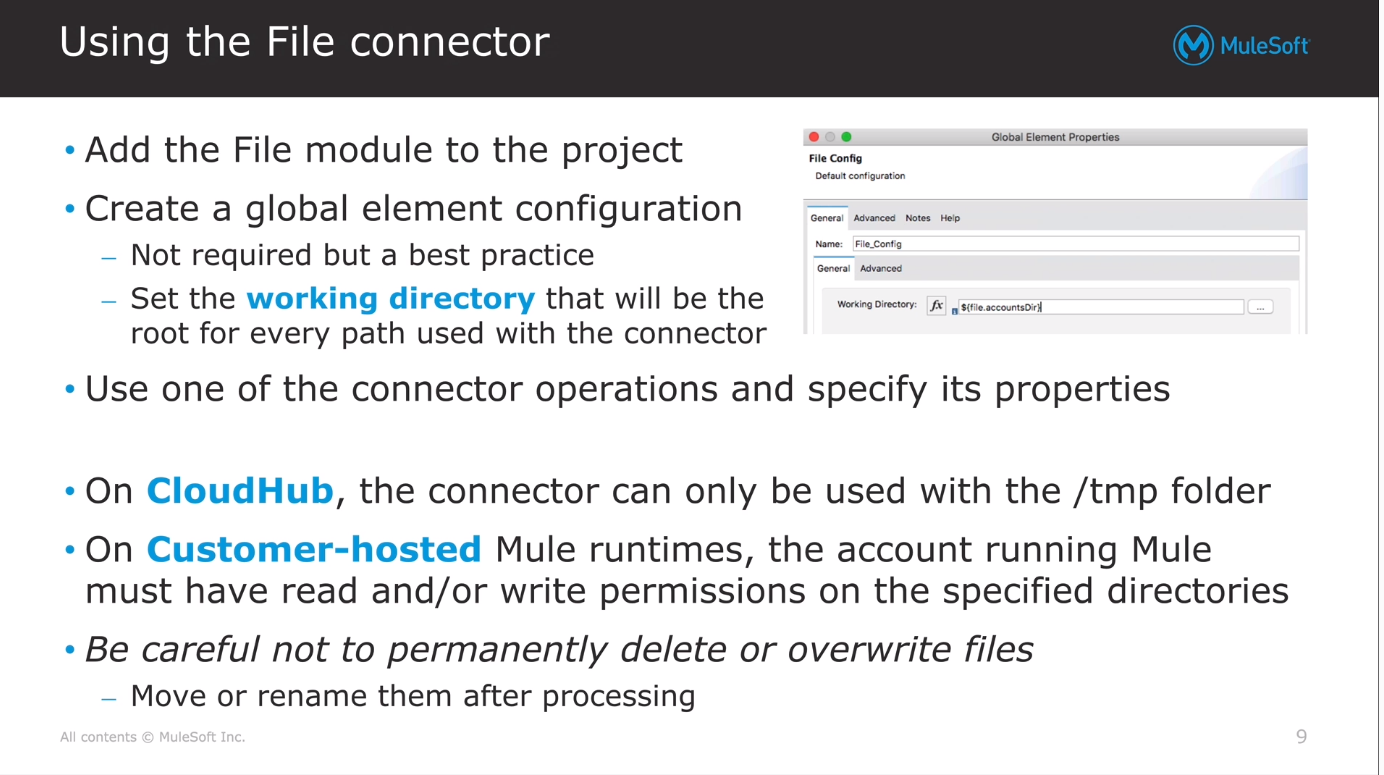 Using the File connector
MuleSoft
• Add the File module to the project
• Create a global element configuration
– Not required but a best practice
– Set the working directory that will be the
root for every path used with the connector
Global Element Properties
File Config
Default configuration
General Advanced Notes Help
Name: File_Config
General Advanced
Working Directory: fx ${file.accountsDir} ...
• Use one of the connector operations and specify its properties
• On CloudHub, the connector can only be used with the /tmp folder
• On Customer-hosted Mule runtimes, the account running Mule
must have read and/or write permissions on the specified directories
• Be careful not to permanently delete or overwrite files
– Move or rename them after processing
All contents © MuleSoft Inc.
9